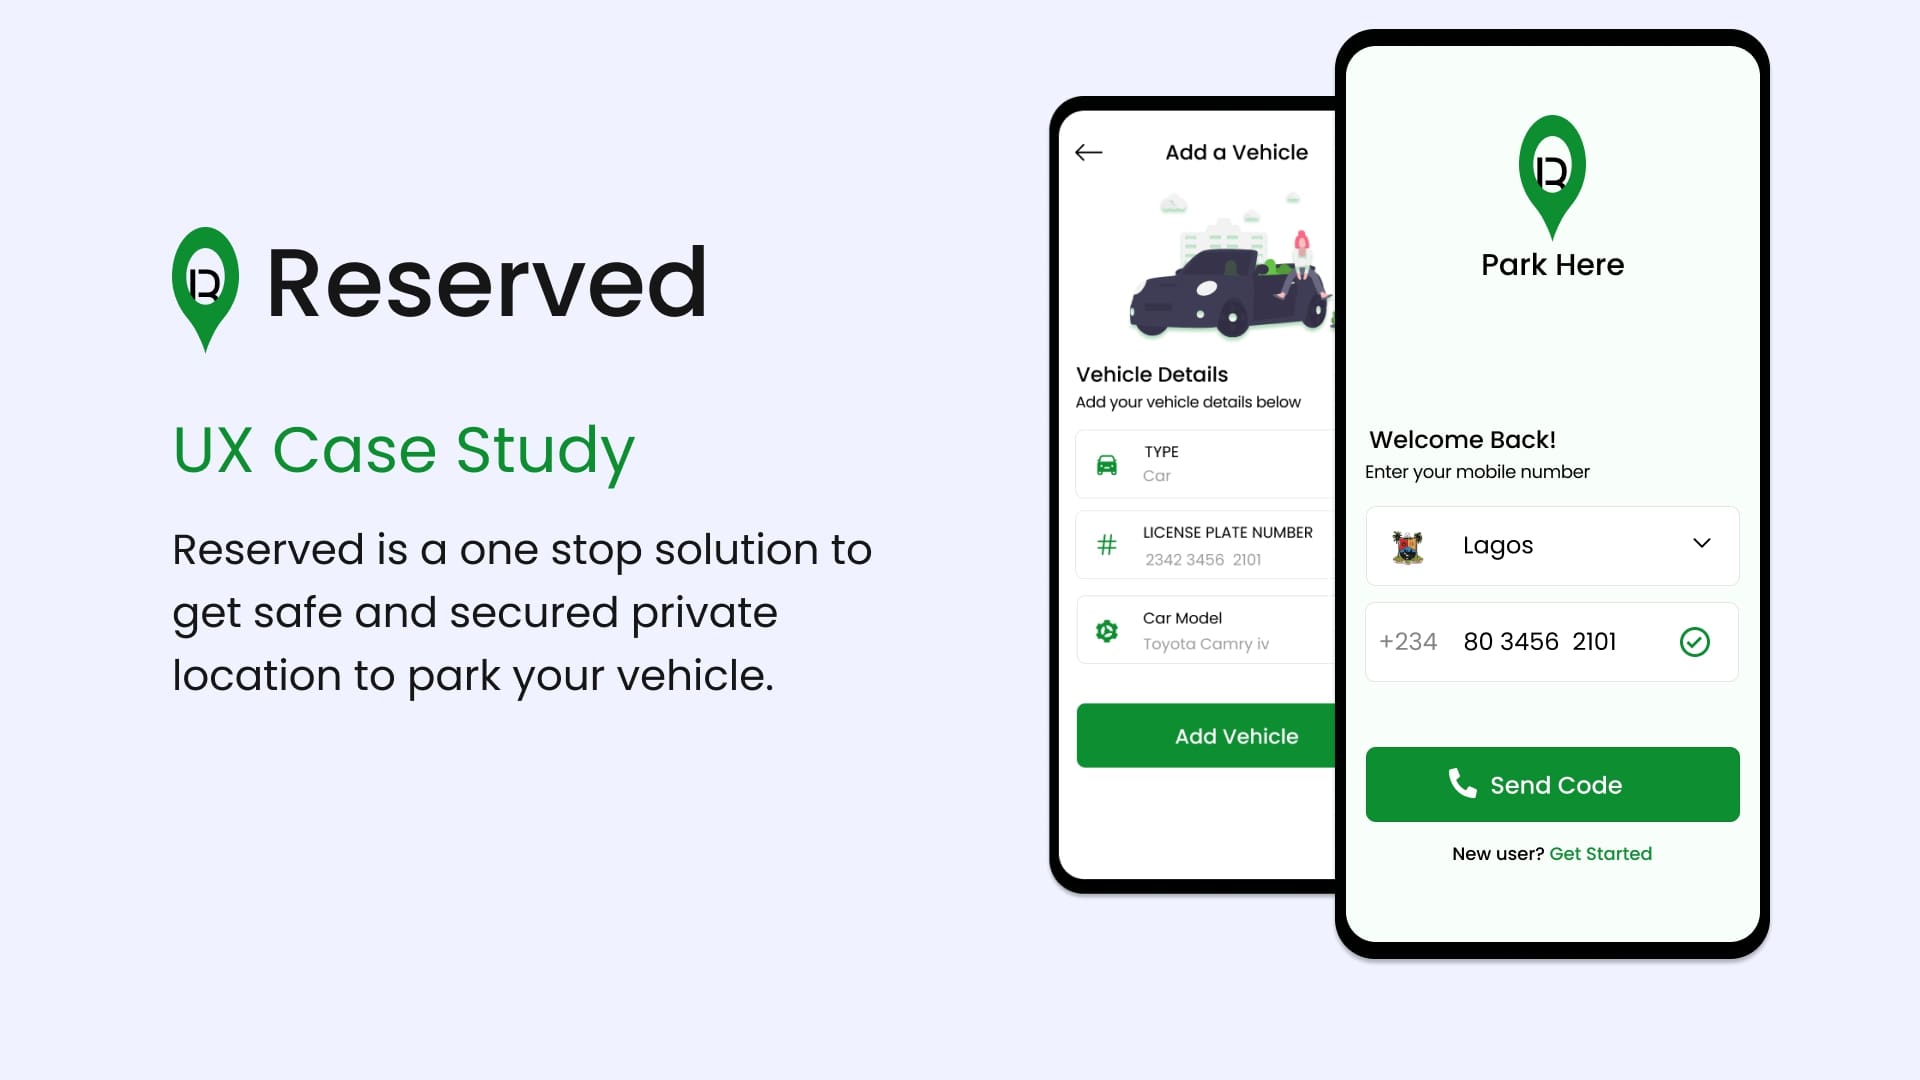 Reserved
UX Case Study
Reserved is a one stop solution to
get safe and secured private
location to park your vehicle.
Add a Vehicle
Vehicle Details
Add your vehicle details below
TYPE
Car
LICENSE PLATE NUMBER
2342 3456 2101
Car Model
Toyota Camry iv
Add Vehicle
Park Here
Welcome Back!
Enter your mobile number
Lagos
+234 80 3456 2101
Send Code
New user? Get Started